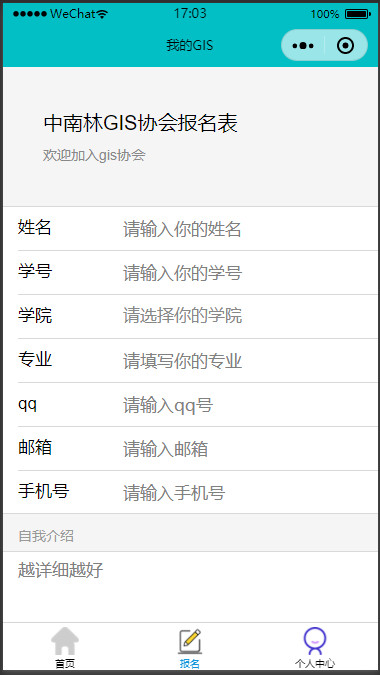 WeChat 17:03 100%
我的GIS
中南林GIS协会报名表
欢迎加入gis协会
姓名 请输入你的姓名
学号 请输入你的学号
学院 请选择你的学院
专业 请填写你的专业
qq 请输入qq号
邮箱 请输入邮箱
手机号 请输入手机号
自我介绍
越详细越好
首页 报名 个人中心